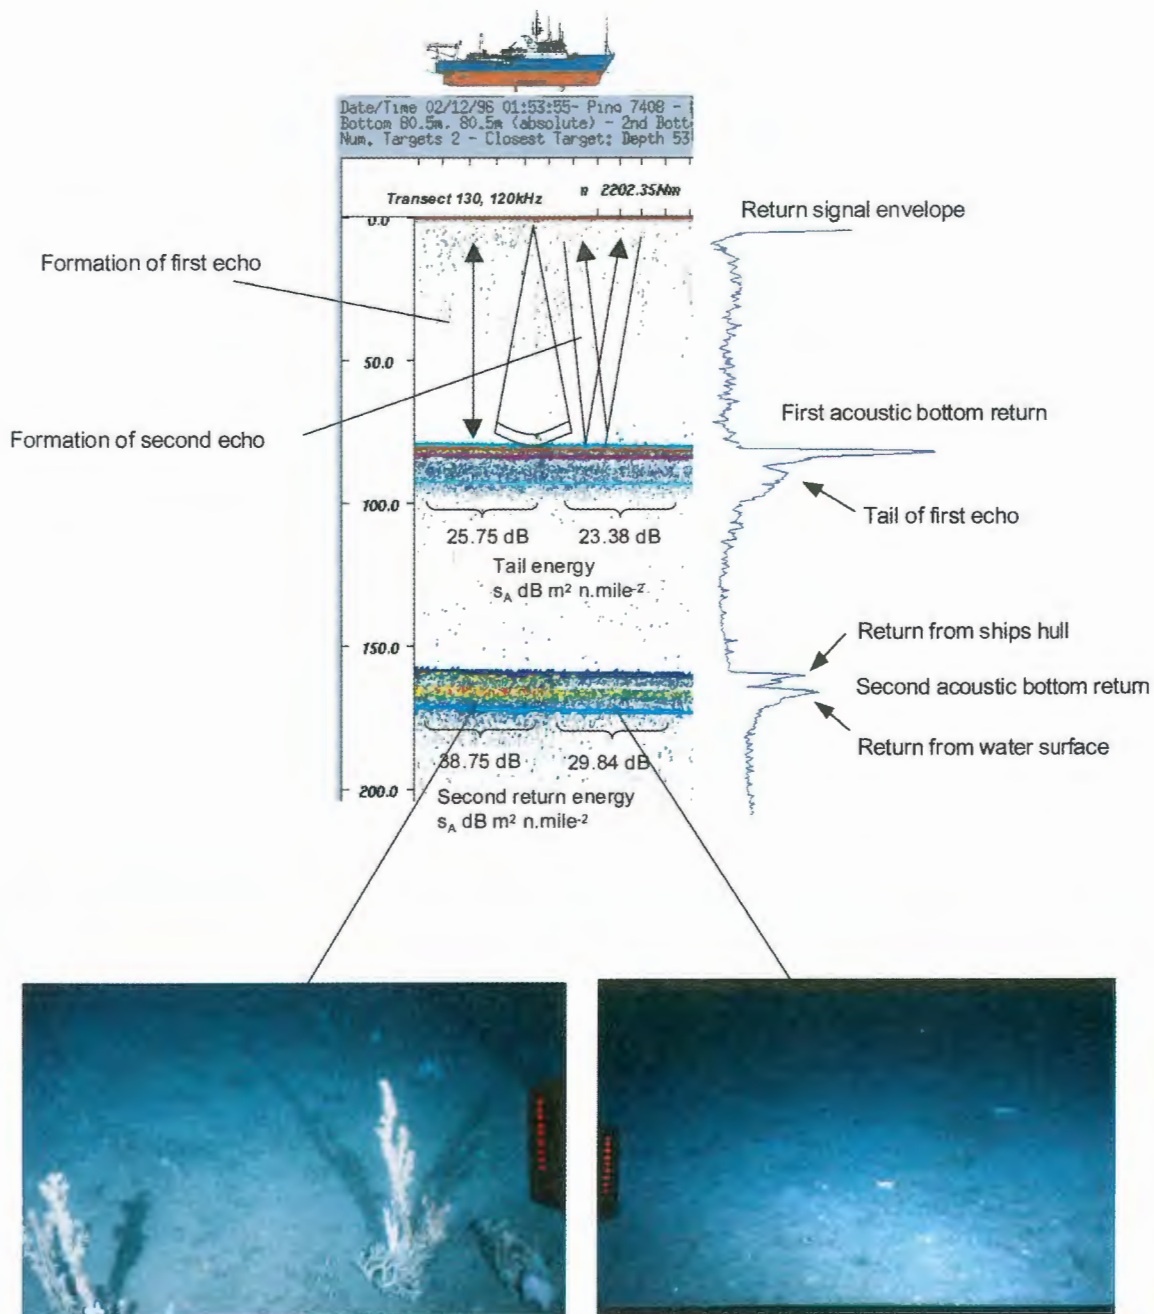 Date/Time 02/12/96 01:53:55- Ping 7408 -
Bottom 80.5m, 80.5m (absolute) - 2nd Bott
Num. Targets 2 - Closest Target: Depth 53
Transect 130, 120kHz
n 2202.35Nm
0.0
50.0
100.0
150.0
200.0
Formation of first echo
Formation of second echo
Return signal envelope
First acoustic bottom return
Tail of first echo
25.75 dB
23.38 dB
Tail energy
sA dB m² n.mile-²
Return from ships hull
Second acoustic bottom return
Return from water surface
38.75 dB
29.84 dB
Second return energy
sA dB m² n.mile-²